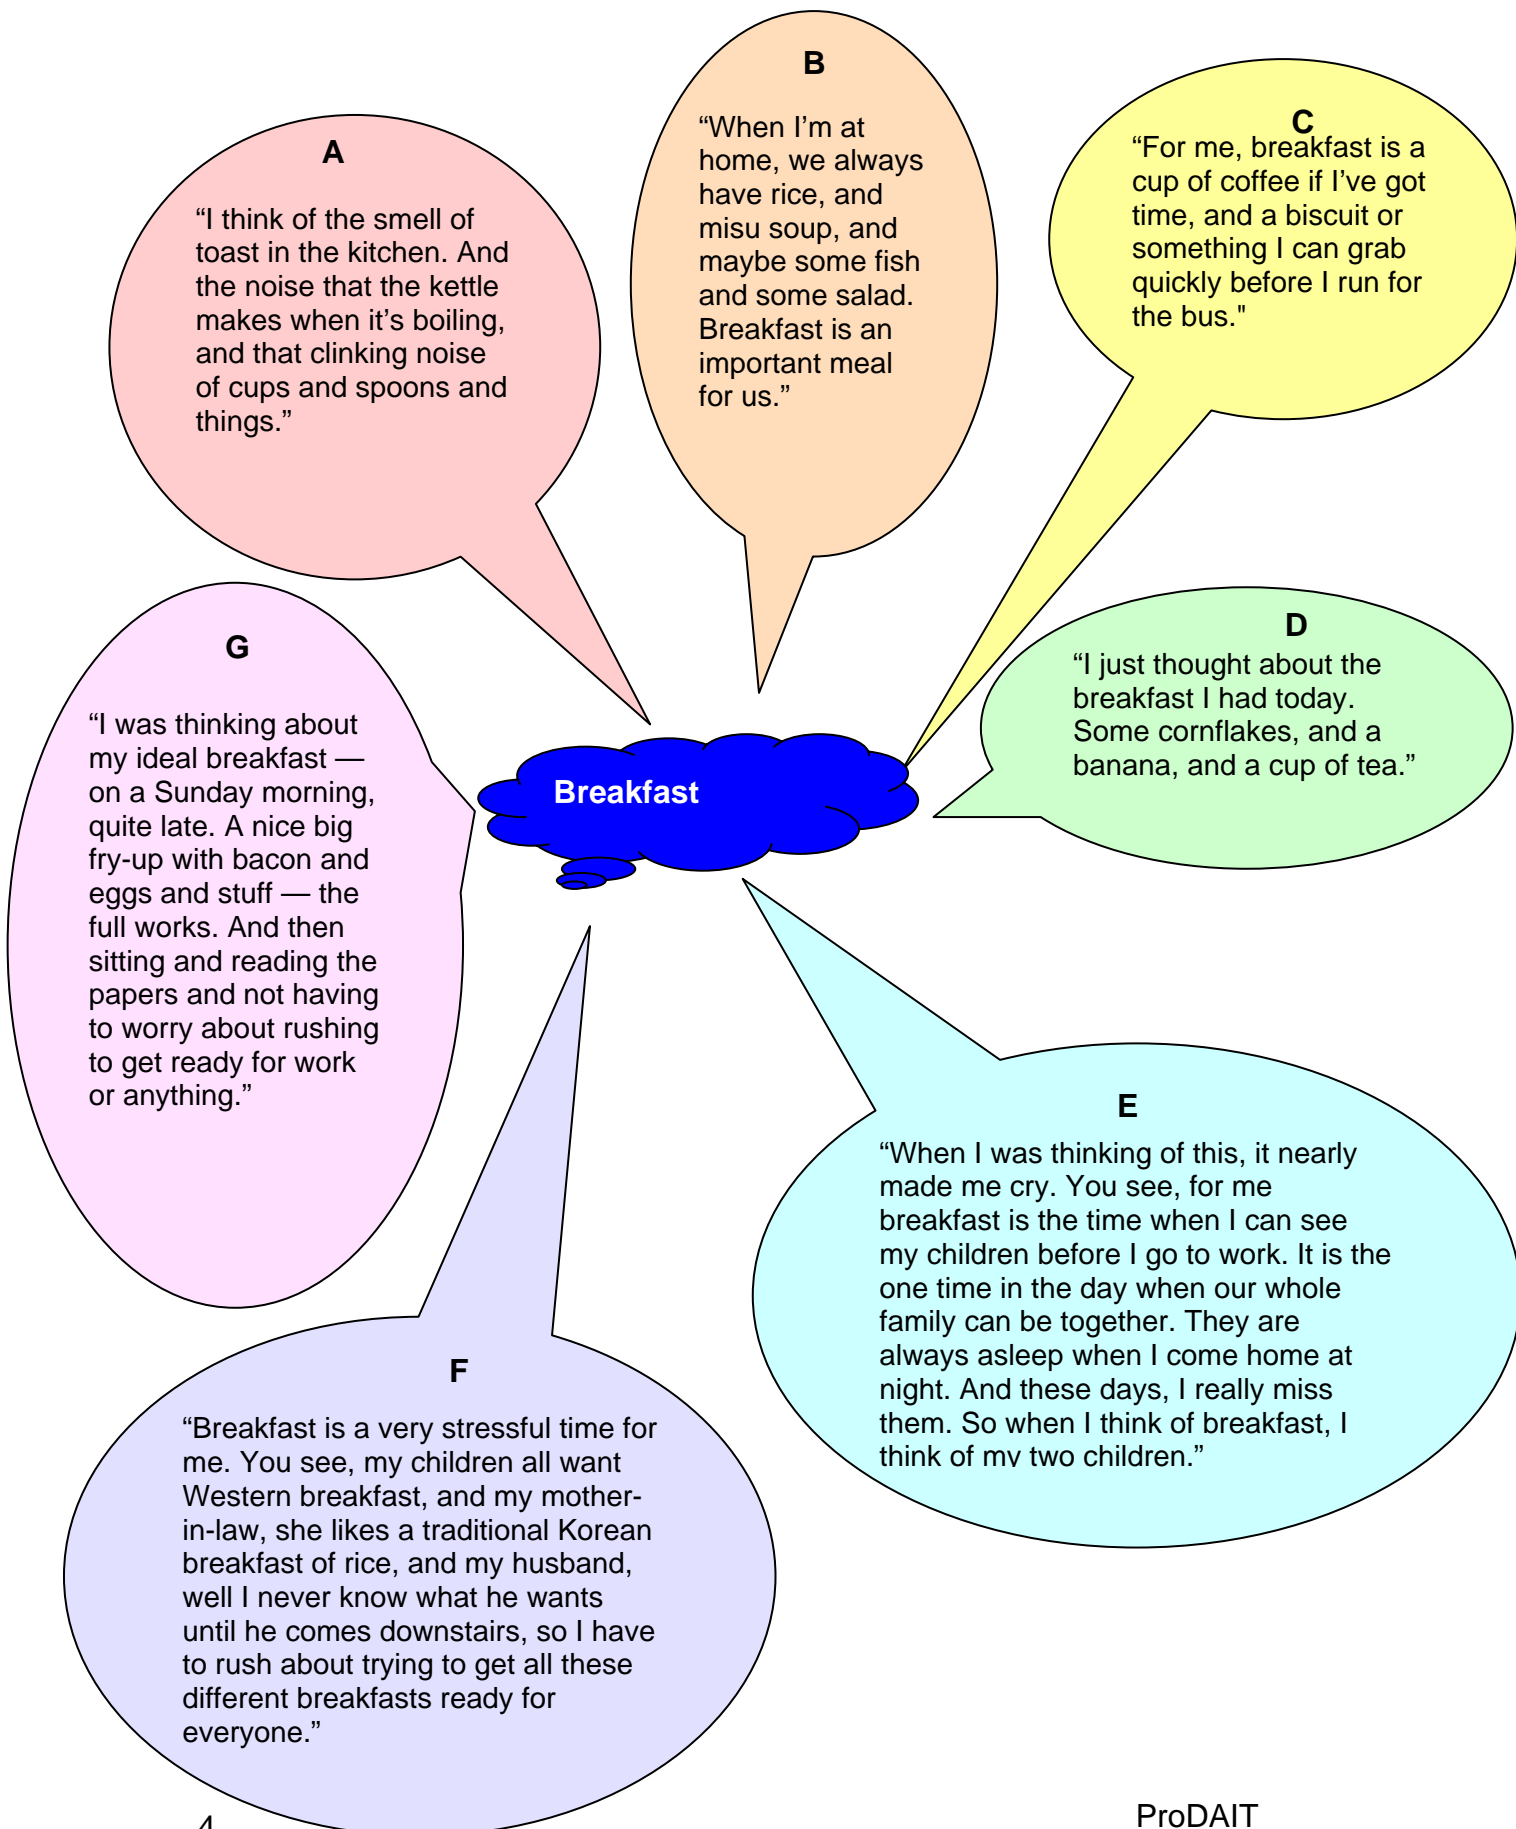 A
“I think of the smell of
toast in the kitchen. And
the noise that the kettle
makes when it's boiling,
and that clinking noise
of cups and spoons and
things.”
B
“When I'm at
home, we always
have rice, and
misu soup, and
maybe some fish
and some salad.
Breakfast is an
important meal
for us.”
C
“For me, breakfast is a
cup of coffee if I've got
time, and a biscuit or
something I can grab
quickly before I run for
the bus."
D
“I just thought about the
breakfast I had today.
Some cornflakes, and a
banana, and a cup of tea.”
G
“I was thinking about
my ideal breakfast —
on a Sunday morning,
quite late. A nice big
fry-up with bacon and
eggs and stuff — the
full works. And then
sitting and reading the
papers and not having
to worry about rushing
to get ready for work
or anything.”
Breakfast
E
“When I was thinking of this, it nearly
made me cry. You see, for me
breakfast is the time when I can see
my children before I go to work. It is the
one time in the day when our whole
family can be together. They are
always asleep when I come home at
night. And these days, I really miss
them. So when I think of breakfast, I
think of my two children.”
F
“Breakfast is a very stressful time for
me. You see, my children all want
Western breakfast, and my mother-
in-law, she likes a traditional Korean
breakfast of rice, and my husband,
well I never know what he wants
until he comes downstairs, so I have
to rush about trying to get all these
different breakfasts ready for
everyone.”
4
ProDAIT